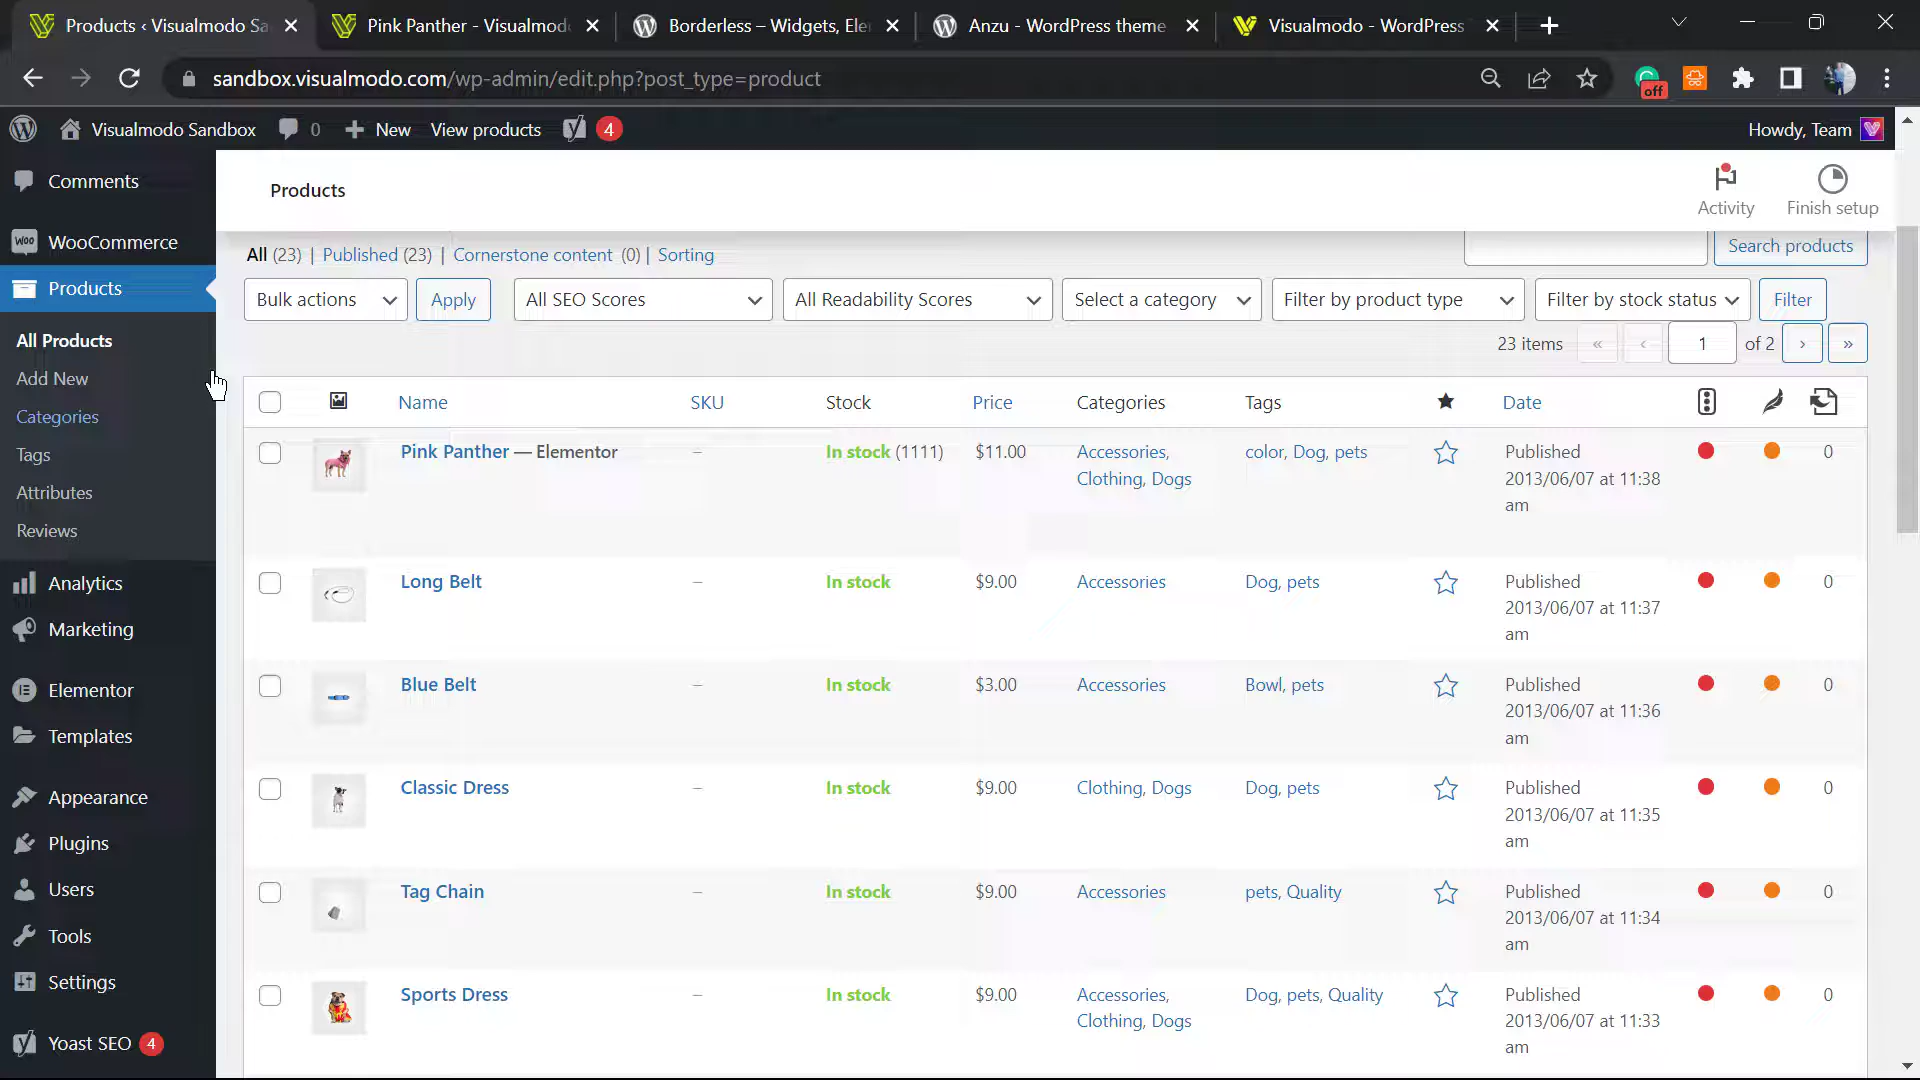 Products ‹ Visualmodo Sa
Pink Panther - Visualmodo
Borderless – Widgets, Ele
Anzu - WordPress theme
Visualmodo - WordPress
sandbox.visualmodo.com/wp-admin/edit.php?post_type=product
off
Visualmodo Sandbox
0
New
View products
4
Howdy, Team
Comments
WooCommerce
Products
All Products
Add New
Categories
Tags
Attributes
Reviews
Analytics
Marketing
Elementor
Templates
Appearance
Plugins
Users
Tools
Settings
Yoast SEO 4
Products
Activity
Finish setup
All (23) | Published (23) | Cornerstone content (0) | Sorting
Search products
Bulk actions
Apply
All SEO Scores
All Readability Scores
Select a category
Filter by product type
Filter by stock status
Filter
23 items « ‹ 1 of 2 › »
Name SKU Stock Price Categories Tags Date
Pink Panther — Elementor – In stock (1111) $11.00 Accessories, color, Dog, pets Published 0
Clothing, Dogs 2013/06/07 at 11:38
am
Long Belt – In stock $9.00 Accessories Dog, pets Published 0
2013/06/07 at 11:37
am
Blue Belt – In stock $3.00 Accessories Bowl, pets Published 0
2013/06/07 at 11:36
am
Classic Dress – In stock $9.00 Clothing, Dogs Dog, pets Published 0
2013/06/07 at 11:35
am
Tag Chain – In stock $9.00 Accessories pets, Quality Published 0
2013/06/07 at 11:34
am
Sports Dress – In stock $9.00 Accessories, Dog, pets, Quality Published 0
Clothing, Dogs 2013/06/07 at 11:33
am